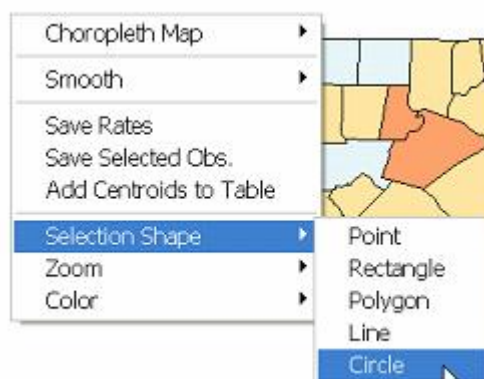 Choropleth Map
Smooth
Save Rates
Save Selected Obs.
Add Centroids to Table
Selection Shape
Zoom
Color
Point
Rectangle
Polygon
Line
Circle